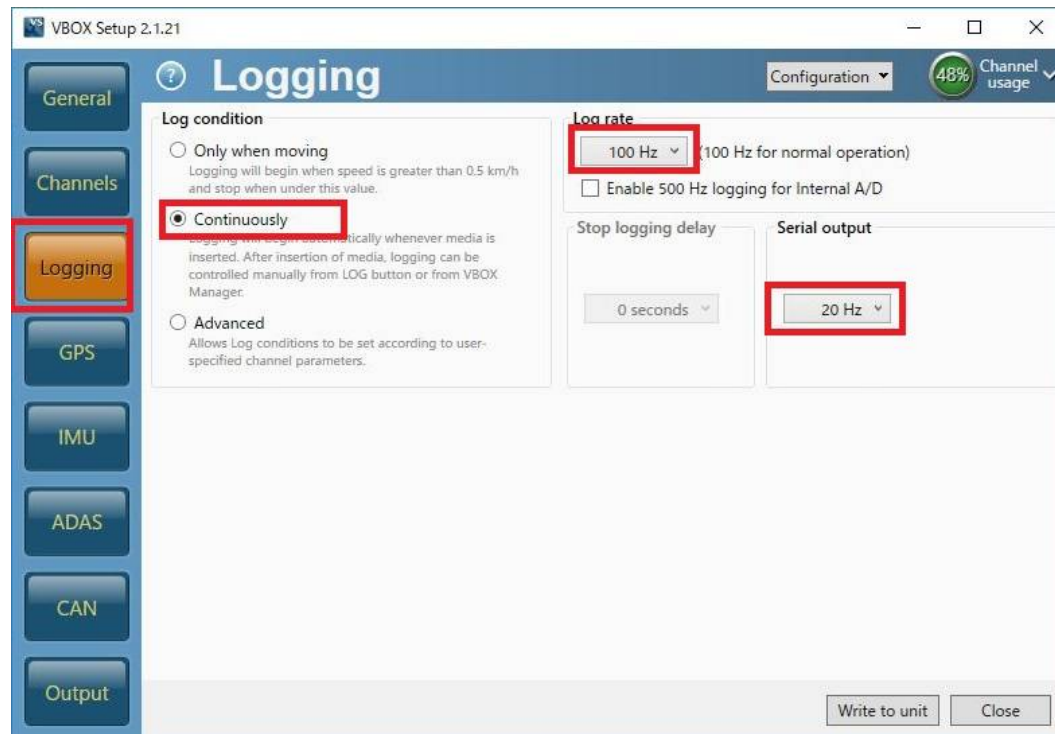 VBOX Setup 2.1.21
General
Channels
Logging
GPS
IMU
ADAS
CAN
Output
Logging
Configuration
48%
Channel
usage
Log condition
Only when moving
Logging will begin when speed is greater than 0.5 km/h
and stop when under this value.
Continuously
Logging will begin automatically whenever media is
inserted. After insertion of media, logging can be
controlled manually from LOG button or from VBOX
Manager.
Advanced
Allows Log conditions to be set according to user-
specified channel parameters.
Log rate
100 Hz (100 Hz for normal operation)
Enable 500 Hz logging for Internal A/D
Stop logging delay
0 seconds
Serial output
20 Hz
Write to unit
Close